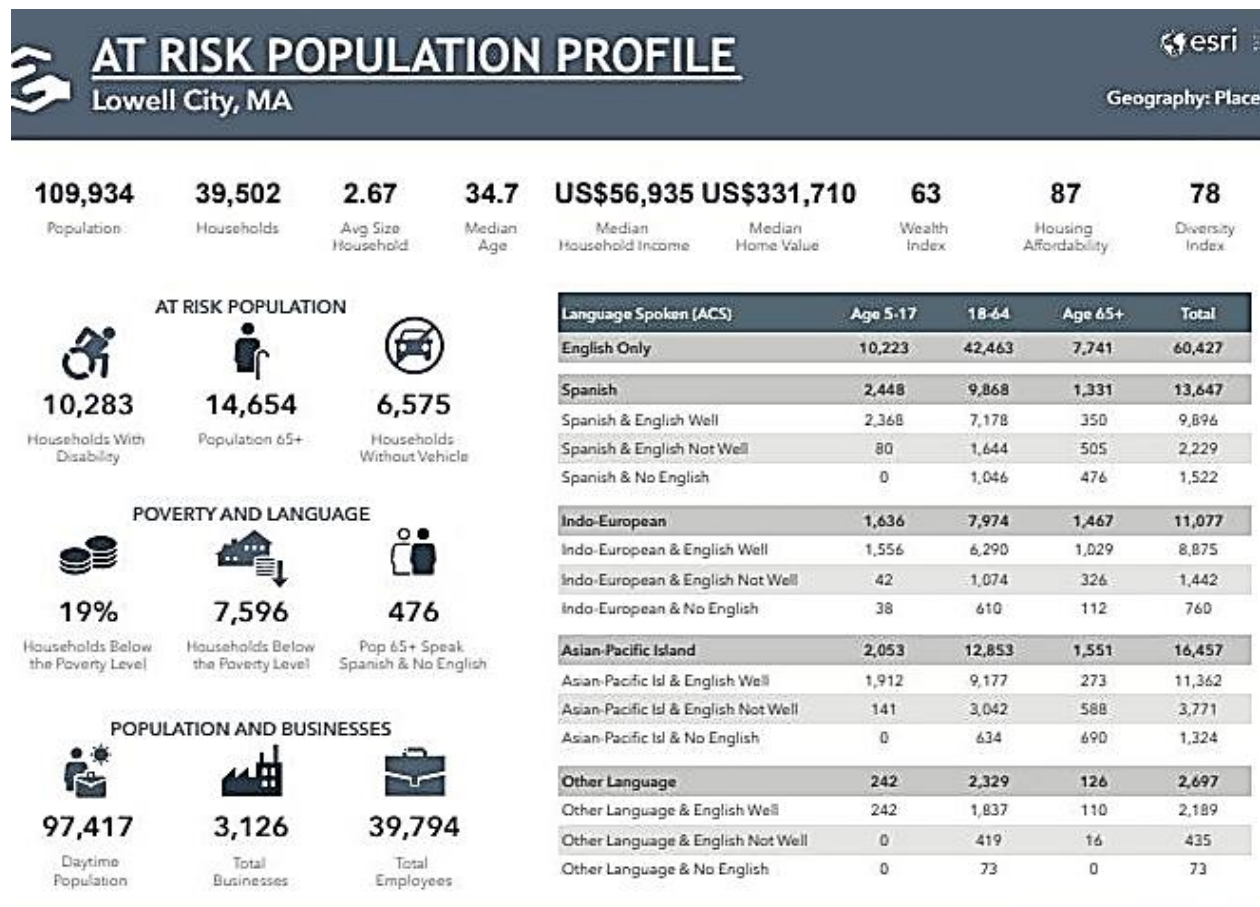 AT RISK POPULATION PROFILE
Lowell City, MA
esri
Geography: Place
109,934
Population
39,502
Households
2.67
Avg Size
Household
34.7
Median
Age
US$56,935
Median
Household Income
US$331,710
Median
Home Value
63
Wealth
Index
87
Housing
Affordability
78
Diversity
Index
AT RISK POPULATION
10,283
Households With
Disability
14,654
Population 65+
6,575
Households
Without Vehicle
POVERTY AND LANGUAGE
19%
Households Below
the Poverty Level
7,596
Households Below
the Poverty Level
476
Pop 65+ Speak
Spanish & No English
POPULATION AND BUSINESSES
97,417
Daytime
Population
3,126
Total
Businesses
39,794
Total
Employees
Language Spoken (ACS) Age 5-17 18-64 Age 65+ Total
English Only 10,223 42,463 7,741 60,427
Spanish 2,448 9,868 1,331 13,647
Spanish & English Well 2,368 7,178 350 9,896
Spanish & English Not Well 80 1,644 505 2,229
Spanish & No English 0 1,046 476 1,522
Indo-European 1,636 7,974 1,467 11,077
Indo-European & English Well 1,556 6,290 1,029 8,875
Indo-European & English Not Well 42 1,074 326 1,442
Indo-European & No English 38 610 112 760
Asian-Pacific Island 2,053 12,853 1,551 16,457
Asian-Pacific Isl & English Well 1,912 9,177 273 11,362
Asian-Pacific Isl & English Not Well 141 3,042 588 3,771
Asian-Pacific Isl & No English 0 634 690 1,324
Other Language 242 2,329 126 2,697
Other Language & English Well 242 1,837 110 2,189
Other Language & English Not Well 0 419 16 435
Other Language & No English 0 73 0 73